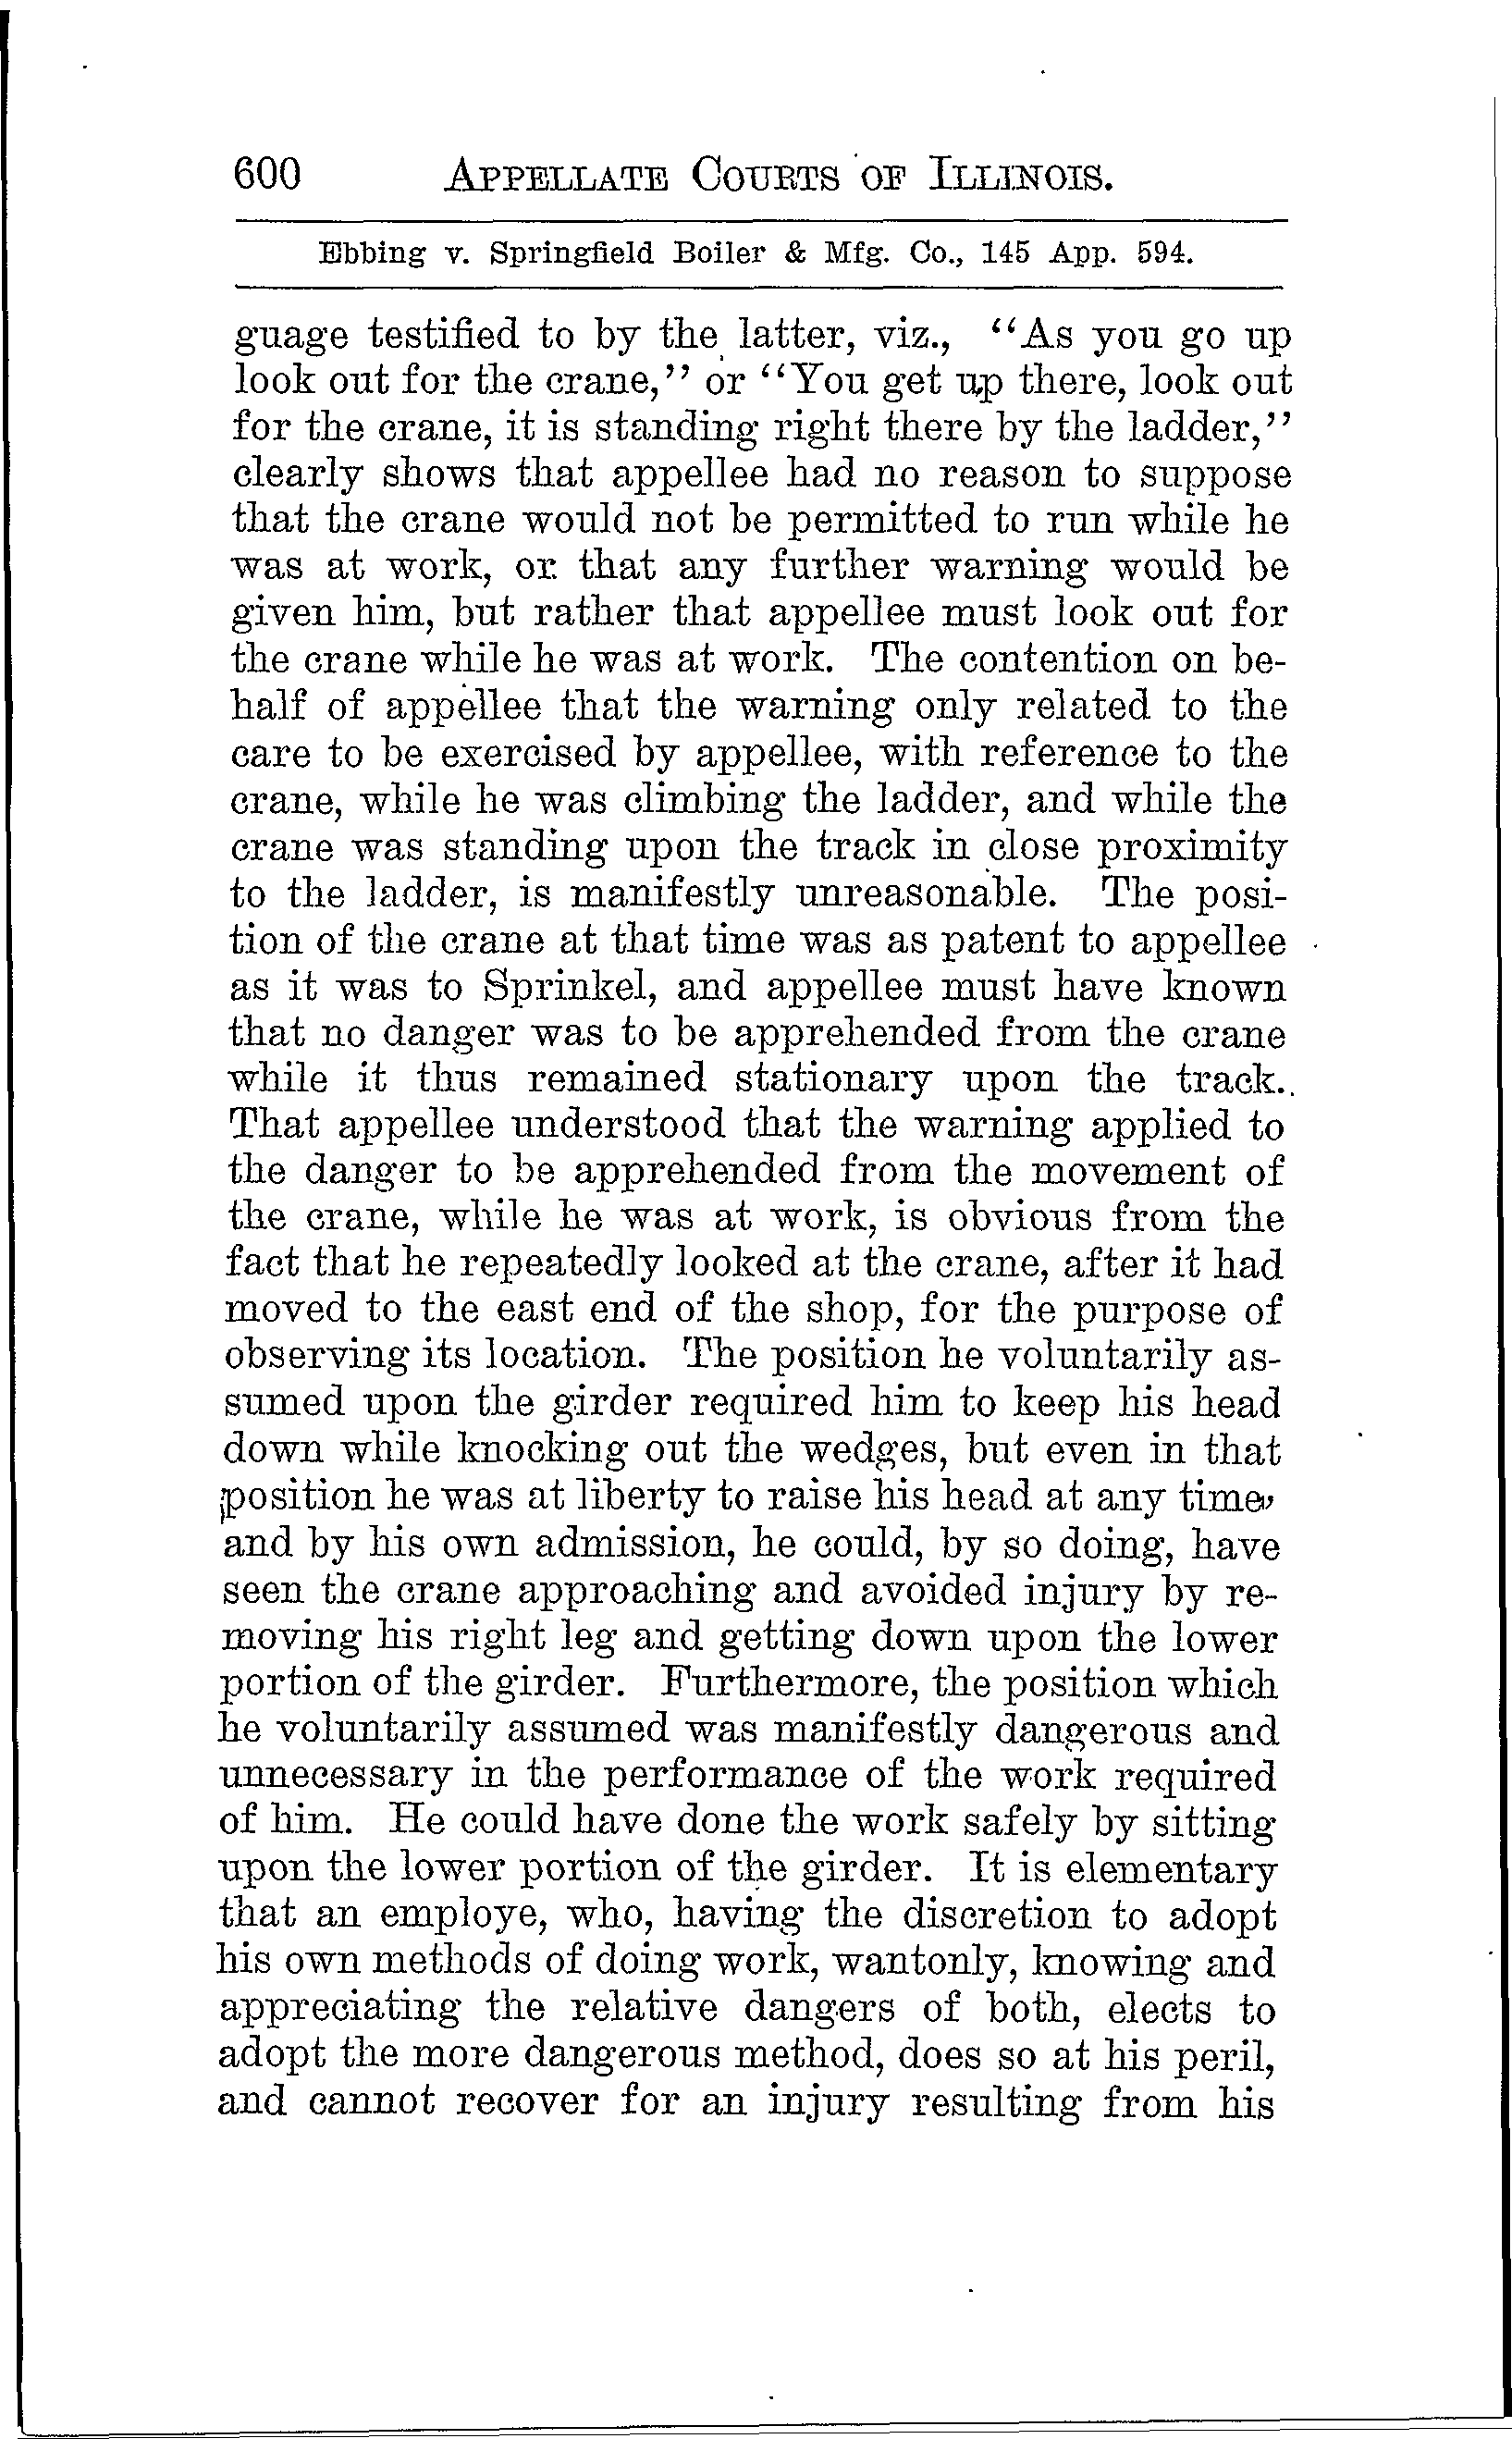 600 APPELLATE COURTS OF ILLINOIS.
Ebbing v. Springfield Boiler & Mfg. Co., 145 App. 594.
guage testified to by the latter, viz., “As you go up
look out for the crane,” or “You get up there, look out
for the crane, it is standing right there by the ladder,”
clearly shows that appellee had no reason to suppose
that the crane would not be permitted to run while he
was at work, or that any further warning would be
given him, but rather that appellee must look out for
the crane while he was at work. The contention on be-
half of appellee that the warning only related to the
care to be exercised by appellee, with reference to the
crane, while he was climbing the ladder, and while the
crane was standing upon the track in close proximity
to the ladder, is manifestly unreasonable. The posi-
tion of the crane at that time was as patent to appellee
as it was to Sprinkel, and appellee must have known
that no danger was to be apprehended from the crane
while it thus remained stationary upon the track.
That appellee understood that the warning applied to
the danger to be apprehended from the movement of
the crane, while he was at work, is obvious from the
fact that he repeatedly looked at the crane, after it had
moved to the east end of the shop, for the purpose of
observing its location. The position he voluntarily as-
sumed upon the girder required him to keep his head
down while knocking out the wedges, but even in that
position he was at liberty to raise his head at any time,
and by his own admission, he could, by so doing, have
seen the crane approaching and avoided injury by re-
moving his right leg and getting down upon the lower
portion of the girder. Furthermore, the position which
he voluntarily assumed was manifestly dangerous and
unnecessary in the performance of the work required
of him. He could have done the work safely by sitting
upon the lower portion of the girder. It is elementary
that an employe, who, having the discretion to adopt
his own methods of doing work, wantonly, knowing and
appreciating the relative dangers of both, elects to
adopt the more dangerous method, does so at his peril,
and cannot recover for an injury resulting from his